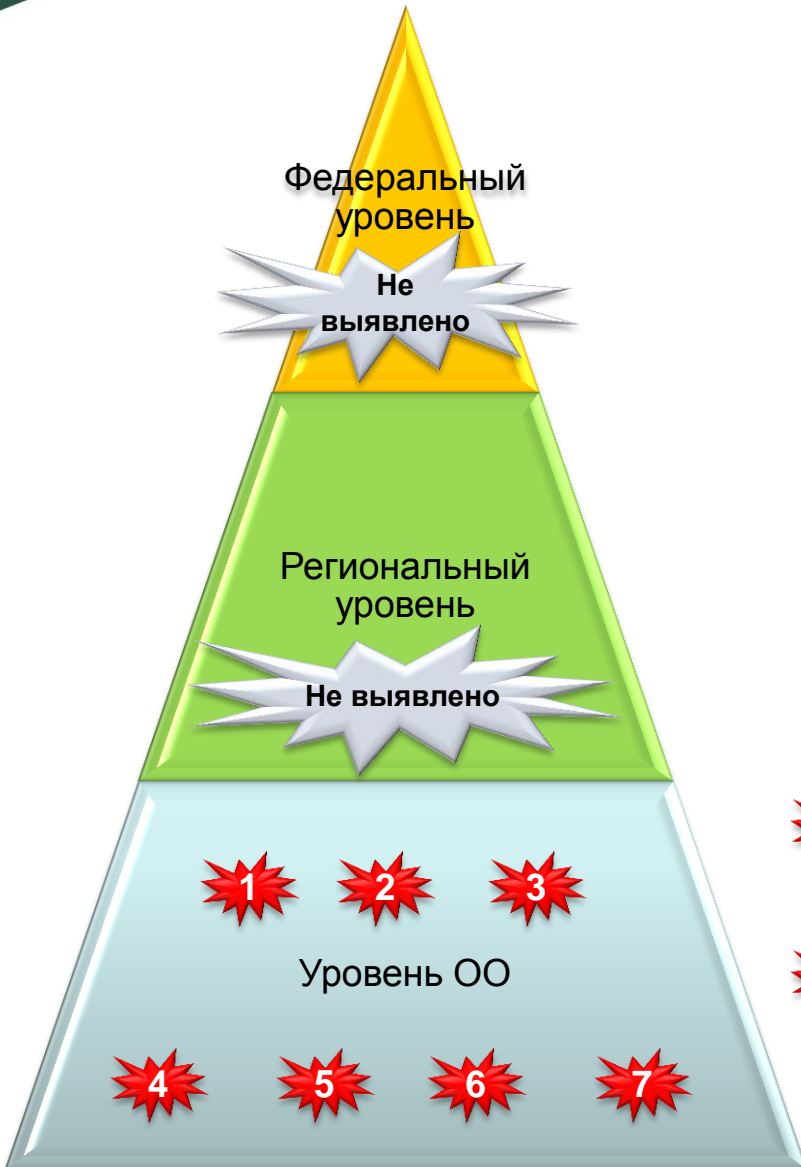 Федеральный
уровень
Не
выявлено
Региональный
уровень
Не выявлено
1 2 3
Уровень ОО
4 5 6 7